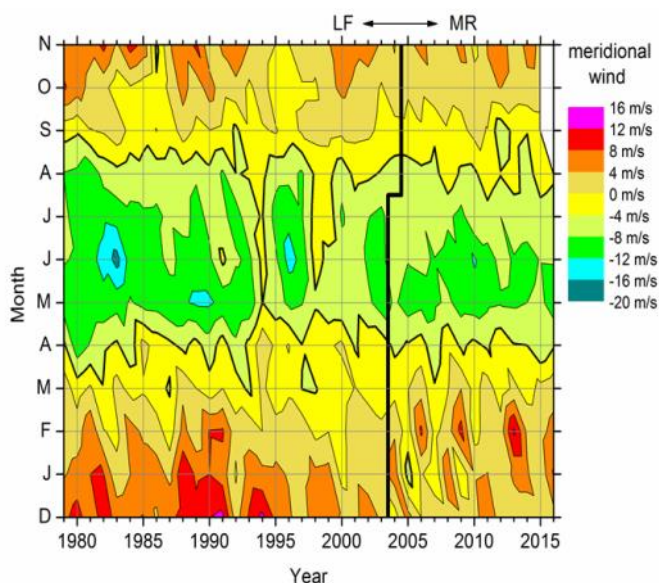 LF MR
N
O
S
A
J
J
M
A
M
F
J
D
Month
1980 1985 1990 1995 2000 2005 2010 2015
Year
meridional
wind
16 m/s
12 m/s
8 m/s
4 m/s
0 m/s
-4 m/s
-8 m/s
-12 m/s
-16 m/s
-20 m/s